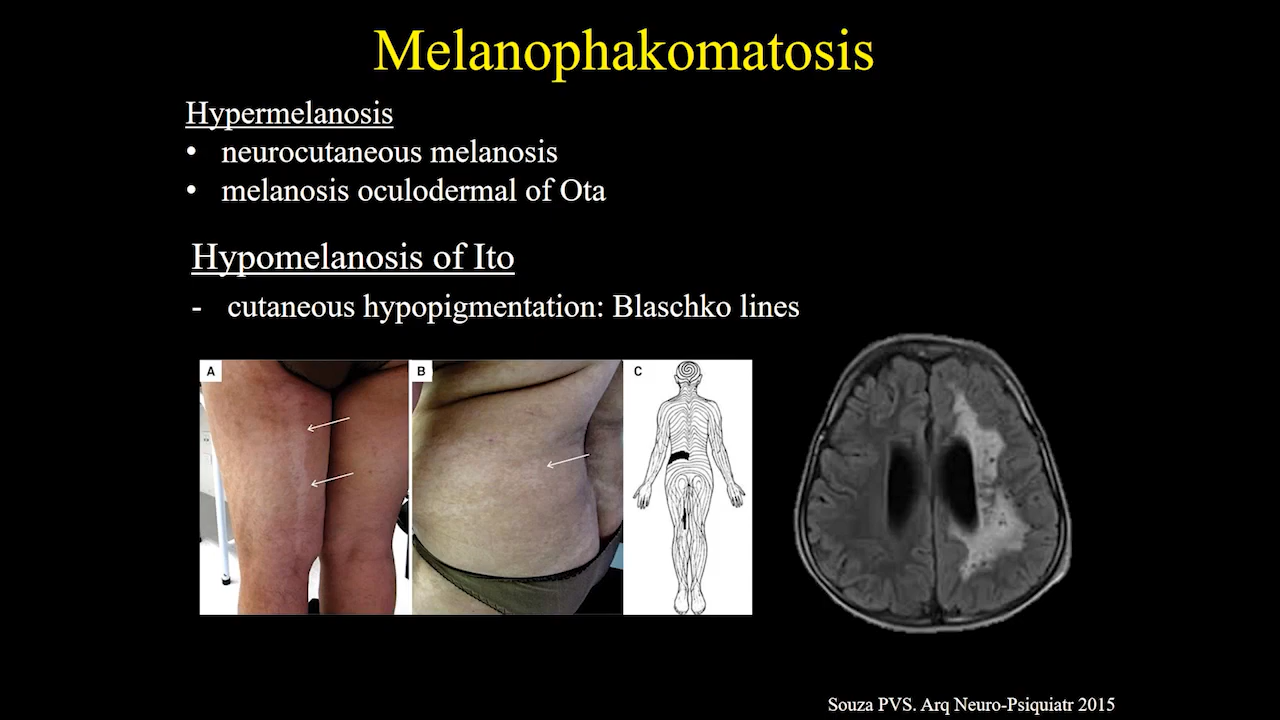 Melanophakomatosis
Hypermelanosis
• neurocutaneous melanosis
• melanosis oculodermal of Ota
Hypomelanosis of Ito
- cutaneous hypopigmentation: Blaschko lines
A
B
C
Souza PVS. Arq Neuro-Psiquiatr 2015